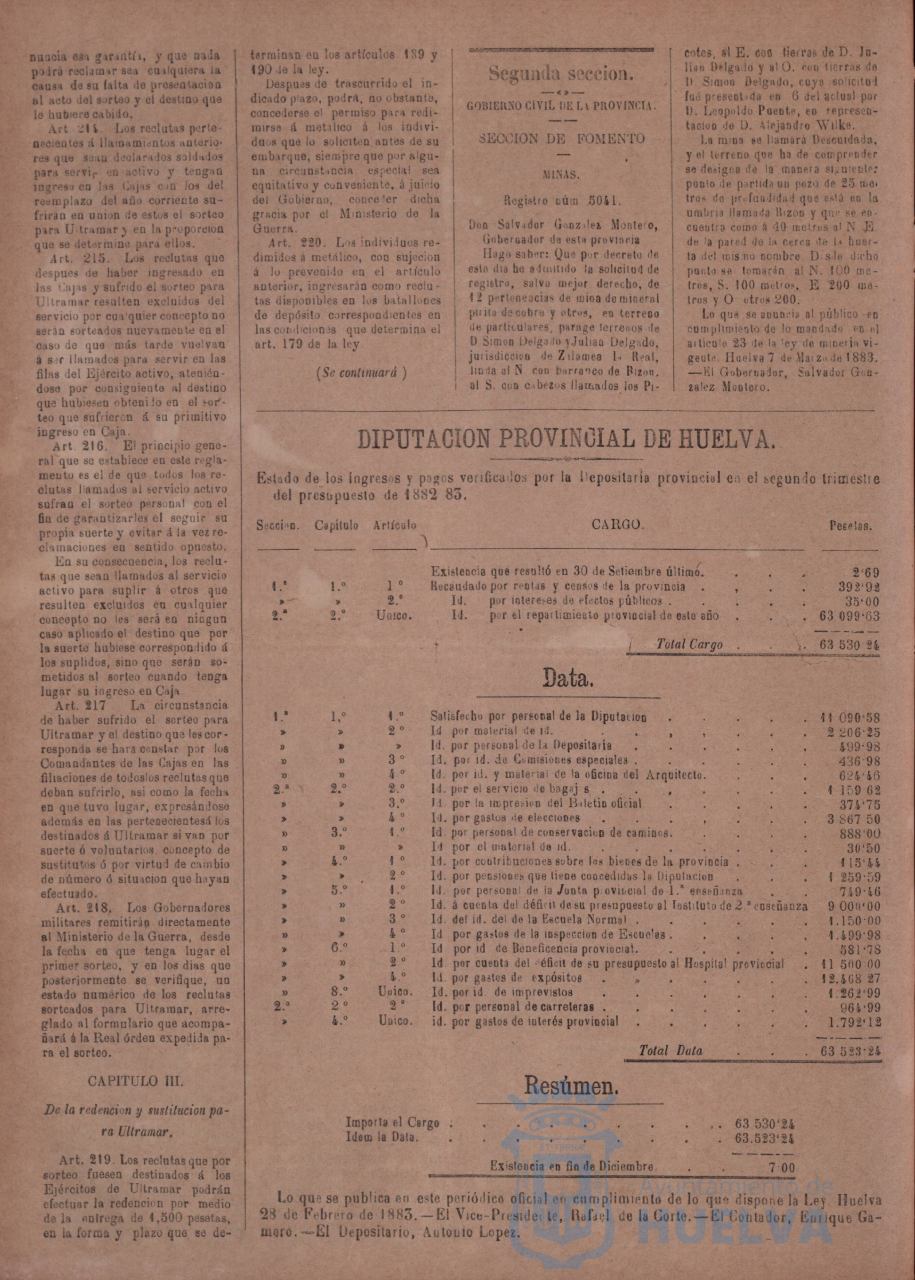 nuncia esa garantía, y que nada
podrá reclamar sea cualquiera la
causa de su falta de presentacion
al acto del sorteo y el destino que
le hubiere cabido.
Art. 214. Los reclutas perte-
necientes á llamamientos anterio-
res que sean declarados soldados
para servir en activo y tengan
ingreso en las Cajas con los del
reemplazo del año corriente su-
frirán en union de estos el sorteo
para Ultramar y en la proporcion
que se determine para ellos.
Art. 215. Los reclutas que
despues de haber ingresado en
las Cajas y sufrido el sorteo para
Ultramar resulten excluidos del
servicio por cualquier concepto no
serán sorteados nuevamente en el
caso de que más tarde vuelvan
á ser llamados para servir en las
filas del Ejército activo, atenién-
dose por consiguiente al destino
que hubiesen obtenido en el sor-
teo que sufrieron á su primitivo
ingreso en Caja.
Art. 216. El principio gene-
ral que se establece en este regla-
mento es el de que todos los re-
clutas llamados al servicio activo
sufran el sorteo personal con el
fin de garantizarles el seguir su
propia suerte y evitar á la vez re-
clamaciones en sentido opuesto.
En su consecuencia, los reclu-
tas que sean llamados al servicio
activo para suplir á otros que
resulten excluidos en cualquier
concepto no les será en ningun
caso aplicado el destino que por
la suerte hubiese correspondido á
los suplidos, sino que serán so-
metidos al sorteo cuando tenga
lugar su ingreso en Caja.
Art. 217 La circunstancia
de haber sufrido el sorteo para
Ultramar y el destino que les cor-
responda se hará constar por los
Comandantes de las Cajas en las
filiaciones de todos los reclutas que
deban sufrirlo, asi como la fecha
en que tuvo lugar, expresándose
además en las pertenecientes á los
destinados á Ultramar si van por
suerte ó voluntarios, concepto de
sustitutos ó por virtud de cambio
de número ó situacion que hayan
efectuado.
Art. 218, Los Gobernadores
militares remitirán directamente
al Ministerio de la Guerra, desde
la fecha en que tenga lugar el
primer sorteo, y en los dias que
posteriormente se verifique, un
estado numérico de los reclutas
sorteados para Ultramar, arre-
glado al formulario que acompa-
ñará á la Real órden expedida pa-
ra el sorteo.
CAPITULO III.
De la redencion y sustitucion pa-
ra Ultramar,
Art. 219. Los reclutas que por
sorteo fuesen destinados á los
Ejércitos de Ultramar podrán
efectuar la redencion por medio
de la entrega de 1,500 pesetas,
en la forma y plazo que se de-
terminan en los artículos 189 y
190 de la ley.
Despues de trascurrido el in-
dicado plazo, podrá, no obstante,
concederse el permiso para redi-
mirse á metálico á los indivi-
duos que lo soliciten antes de su
embarque, siempre que por algu-
na circunstancia especial sea
equitativo y conveniente, á juicio
del Gobierno, conceder dicha
gracia por el Ministerio de la
Guerra.
Art. 220. Los individuos re-
dimidos á metálico, con sujecion
á lo prevenido en el artículo
anterior, ingresarán como reclu-
tas disponibles en los batallones
de depósito correspondientes en
las condiciones que determina el
art. 179 de la ley.
(Se continuará )
Segunda seccion.
GOBIERNO CIVIL DE LA PROVINCIA.
SECCION DE FOMENTO
MINAS.
Registro núm 5041.
Don Salvador Gonzalez Montero,
Gobernador de esta provincia
Hago saber: Que por decreto de
este dia he admitido la solicitud de
registro, salvo mejor derecho, de
12 pertenencias de mina de mineral
pirita de cobre y otros, en terreno
de particulares, parage terrenos de
D Simon Delgado y Julian Delgado,
jurisdiccion de Zalamea la Real,
linda al N. con barranco de Rizon,
al S. con cabezos llamados los Pi-
cotes, al E. con tierras de D. Ju-
lian Delgado y al O. con tierras de
D Simon Delgado, cuya solicitud
fué presentada en 6 del actual por
D. Leopoldo Puente, en represen-
tacion de D. Alejandro Wilke.
La mina se llamará Descuidada,
y el terreno que ha de comprender
se designa de la manera siguiente:
punto de partida un pozo de 25 me-
tros de profundidad que está en la
umbria llamada Rizon y que se en-
cuentra como á 40 metros al N E.
de la pared de la cerca de la huer-
ta del mismo nombre. Desde dicho
punto se tomarán al N. 100 me-
tros, S. 100 metros, E 200 me-
tros y O otros 200.
Lo que se anuncia al público en
cumplimiento de lo mandado en el
articulo 23 de la ley de mineria vi-
gente. Huelva 7 de Marzo de 1883.
—El Gobernador, Salvador Gon-
zalez Montero.
DIPUTACION PROVINCIAL DE HUELVA.
Estado de los ingresos y pagos verificados por la Depositaria provincial en el segundo trimestre
del presupuesto de 1882 83.
Seccion. Capítulo Artículo CARGO. Pesetas.
Existencia que resultó en 30 de Setiembre último. . . . 2‘69
1.ª 1.º 1º Recaudado por rentas y censos de la provincia . , . . 392‘92
» » 2.º Id. por intereses de efectos públicos . . . . . 35‘00
2.ª 2.º Unico. Id. por el repartimiento provincial de este año . . . 63 099‘63
Total Cargo . . . 63 530‘24
Data.
1.ª 1.º 1.º Satisfecho por personal de la Diputacion . . . . . 11 090‘58
» » 2º Id por material de id. . . , . . . 2 206‘25
» » » Id. por personal de la Depositaria . . . . . . 499‘98
» » 3º Id. por id. de Comisiones especiales . . . . . . 436‘98
» » 4º Id. por id. y material de la oficina del Arquitecto. . . . . 624‘46
2.ª 2.º 2.º Id. por el servicio de bagajes . . . , . . . 1 159 62
» » 3.º Id. por la impresion del Boletin oficial . . . . . 374‘75
» » 4º Id. por gastos de elecciones . . . . . . 3 867‘50
» 3.º 1.º Id. por personal de conservacion de caminos. . . . . . 888‘00
» » » Id por el material de id. . . . . . . 30‘50
» 4.º 1º Id. por contribuciones sobre los bienes de la provincia . . . 115‘44
» » 2º Id. por pensiones que tiene concedidas la Diputacion . . . 1 259‘59
» 5.º 1.º Id. por personal de la Junta provincial de 1.ª enseñanza . . . 749‘46
» » 2º Id. á cuenta del déficit de su presupuesto al Instituto de 2 ª enseñanza 9 000‘00
» » 3º Id. del id. del de la Escuela Normal . . . . . . 1.150‘00
» » 4º Id por gastos de la inspeccion de Escuelas . . . . . 1.499‘98
» 6.º 1.º Id por id de Beneficencia provincial. . . . . . 581‘78
» » 2º Id. por cuenta del déficit de su presupuesto al Hospital provincial . 11 500‘00
» » 4.º Id. por gastos de expósitos . „ . . . . 12,468‘27
» 8.º Unico. Id. por id. de imprevistos . . . . . . 1.262‘99
2.º 2º 2º Id por personal de carreteras . . . . . . 964‘99
» 4.º Unico. id. por gastos de interés provincial . . . . . 1.792‘12
Total Data . . . 63 523‘24
Resúmen.
Importa el Cargo . . . . . . . 63 530‘24
Idem la Data. . . . . . . . 63.523‘24
Existencia en fin de Diciembre. . . 7‘00
Lo que se publica en este periódico oficial en cumplimiento de lo que dispone la Ley. Huelva
28 de Febrero de 1883.—El Vice-Presidente, Rafael de la Corte.—El Contador, Enrique Ga-
mero.—El Depositario, Antonio Lopez.
Ayuntamiento de
HUELVA